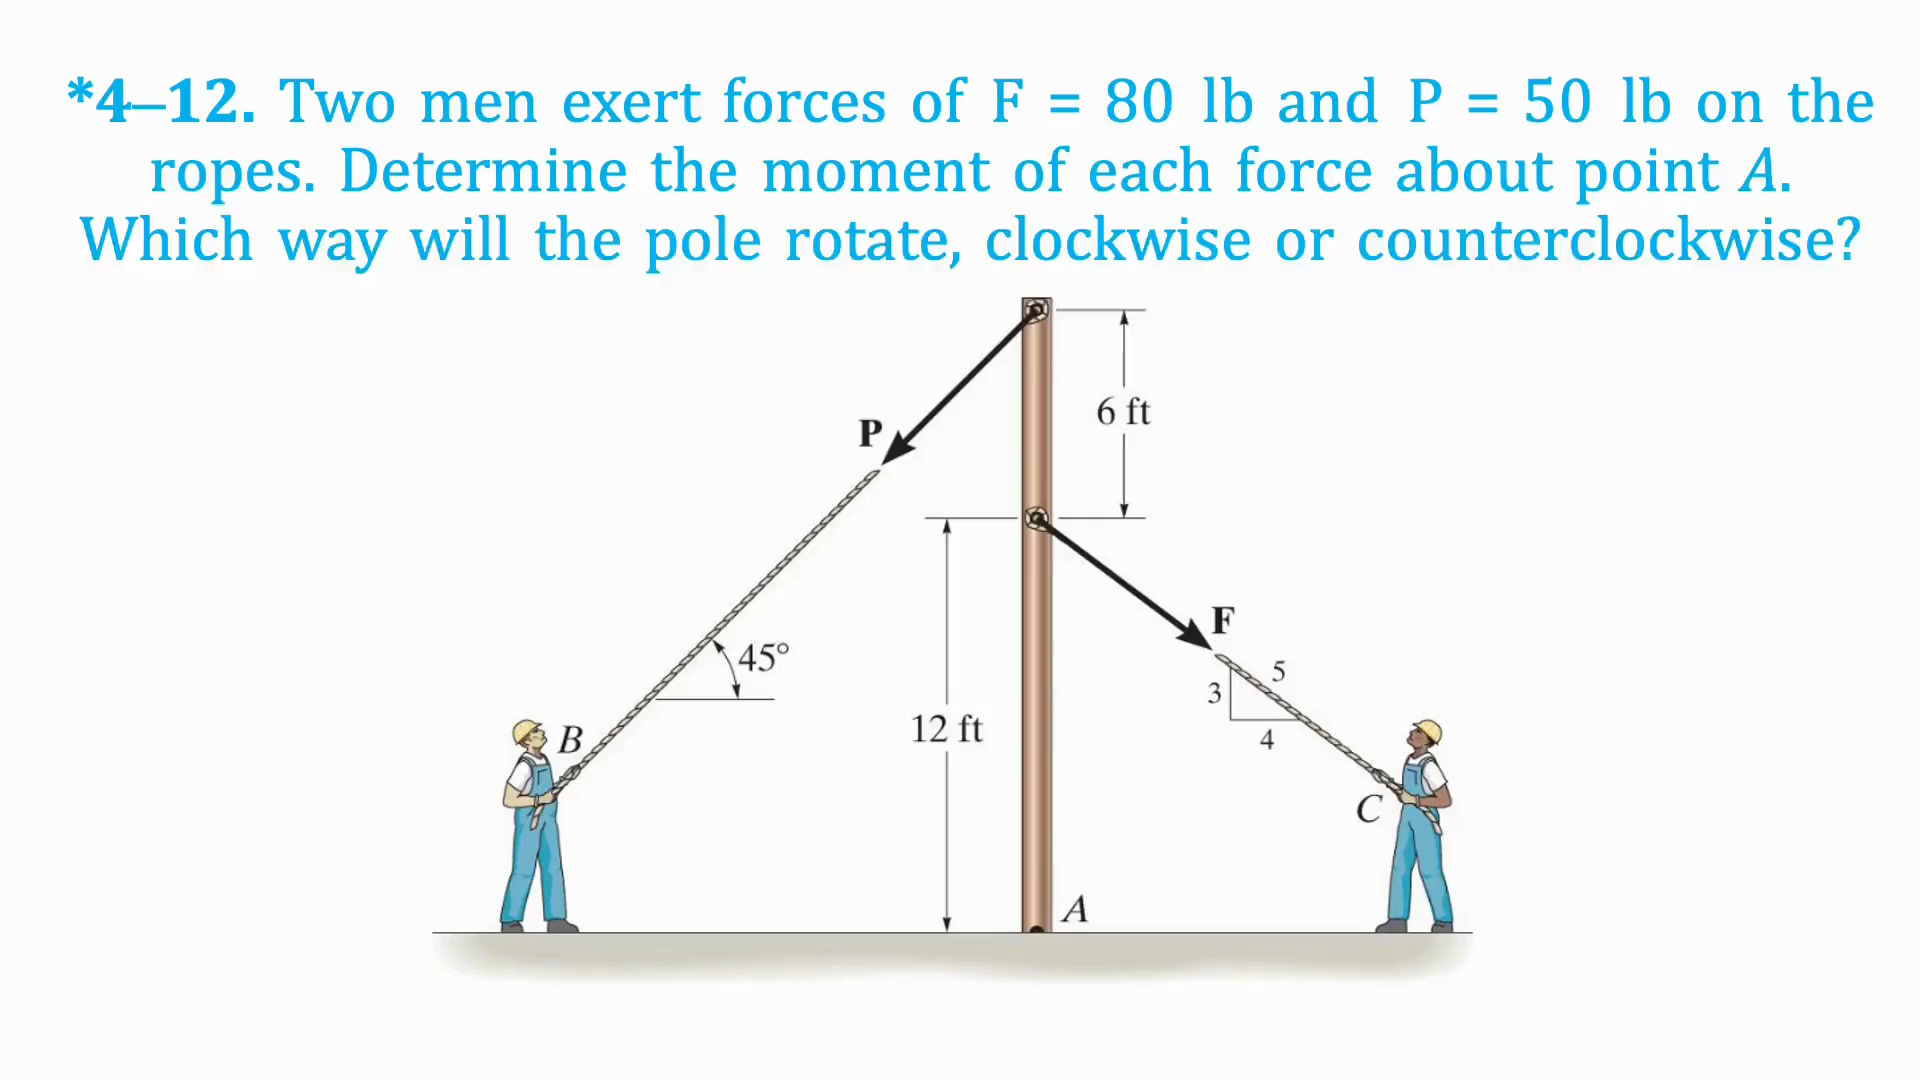 *4–12. Two men exert forces of F = 80 lb and P = 50 lb on the
ropes. Determine the moment of each force about point A.
Which way will the pole rotate, clockwise or counterclockwise?
6 ft
P
F
45°
5
3
12 ft
B
4
C
A